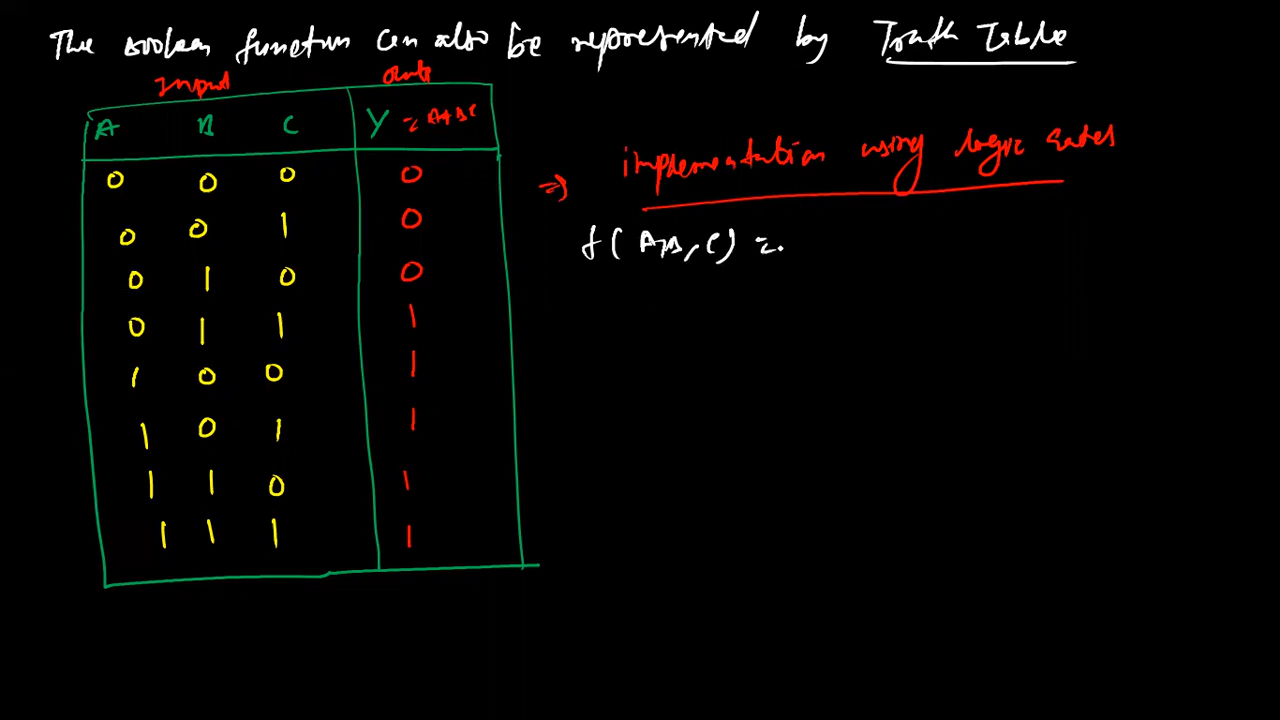 The Boolean function can also be represented by Truth Table
Input Out
A B C Y = A+BC
0 0 0 0
0 0 1 0
0 1 0 0
0 1 1 1
1 0 0 1
1 0 1 1
1 1 0 1
1 1 1 1
⇒ implementation using logic gates
f(A,B,C) =